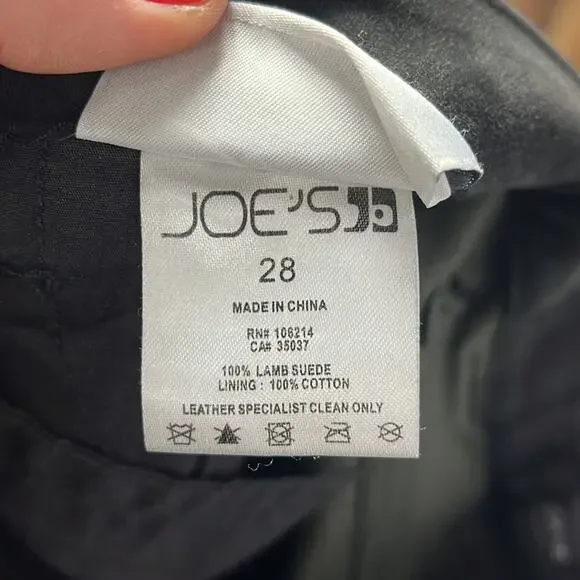 JOE'S
28
MADE IN CHINA
RN# 106214
CA# 35037
100% LAMB SUEDE
LINING : 100% COTTON
LEATHER SPECIALIST CLEAN ONLY